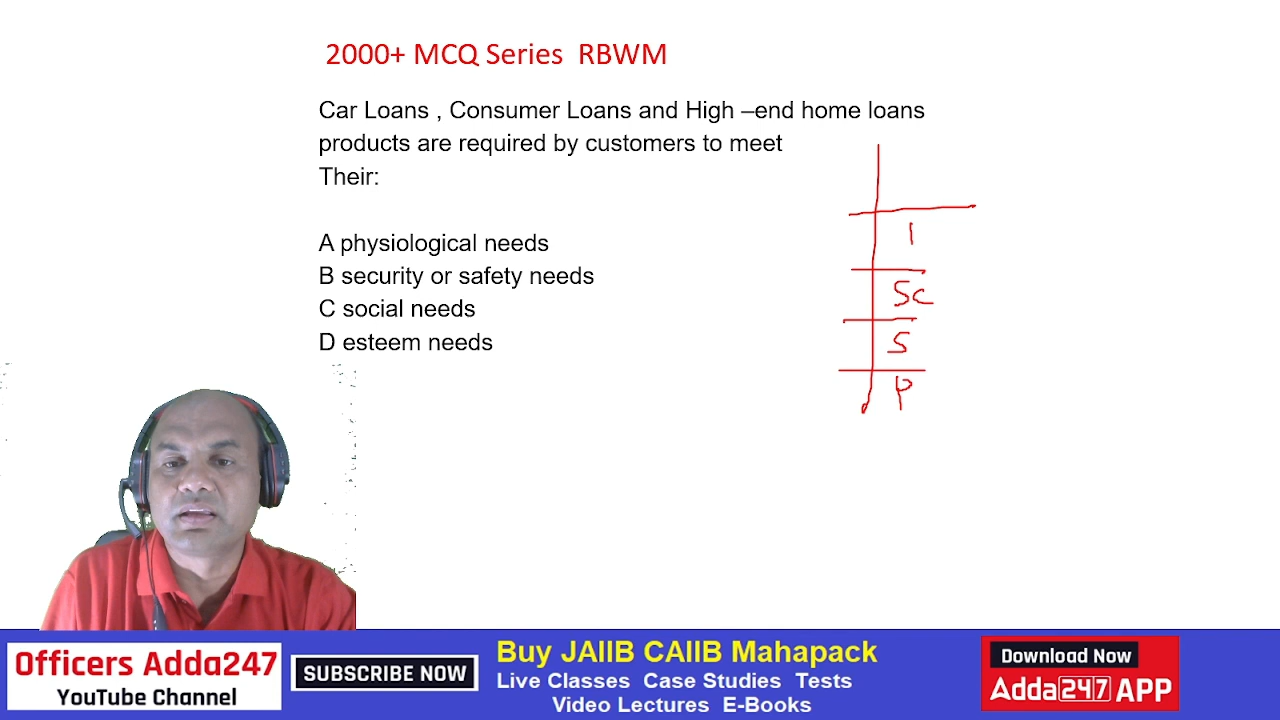 2000+ MCQ Series RBWM
Car Loans , Consumer Loans and High –end home loans
products are required by customers to meet
Their:
A physiological needs
B security or safety needs
C social needs
D esteem needs
1
Sc
S
P
Officers Adda247
YouTube Channel
SUBSCRIBE NOW
Buy JAIIB CAIIB Mahapack
Live Classes Case Studies Tests
Video Lectures E-Books
Download Now
Adda247 APP